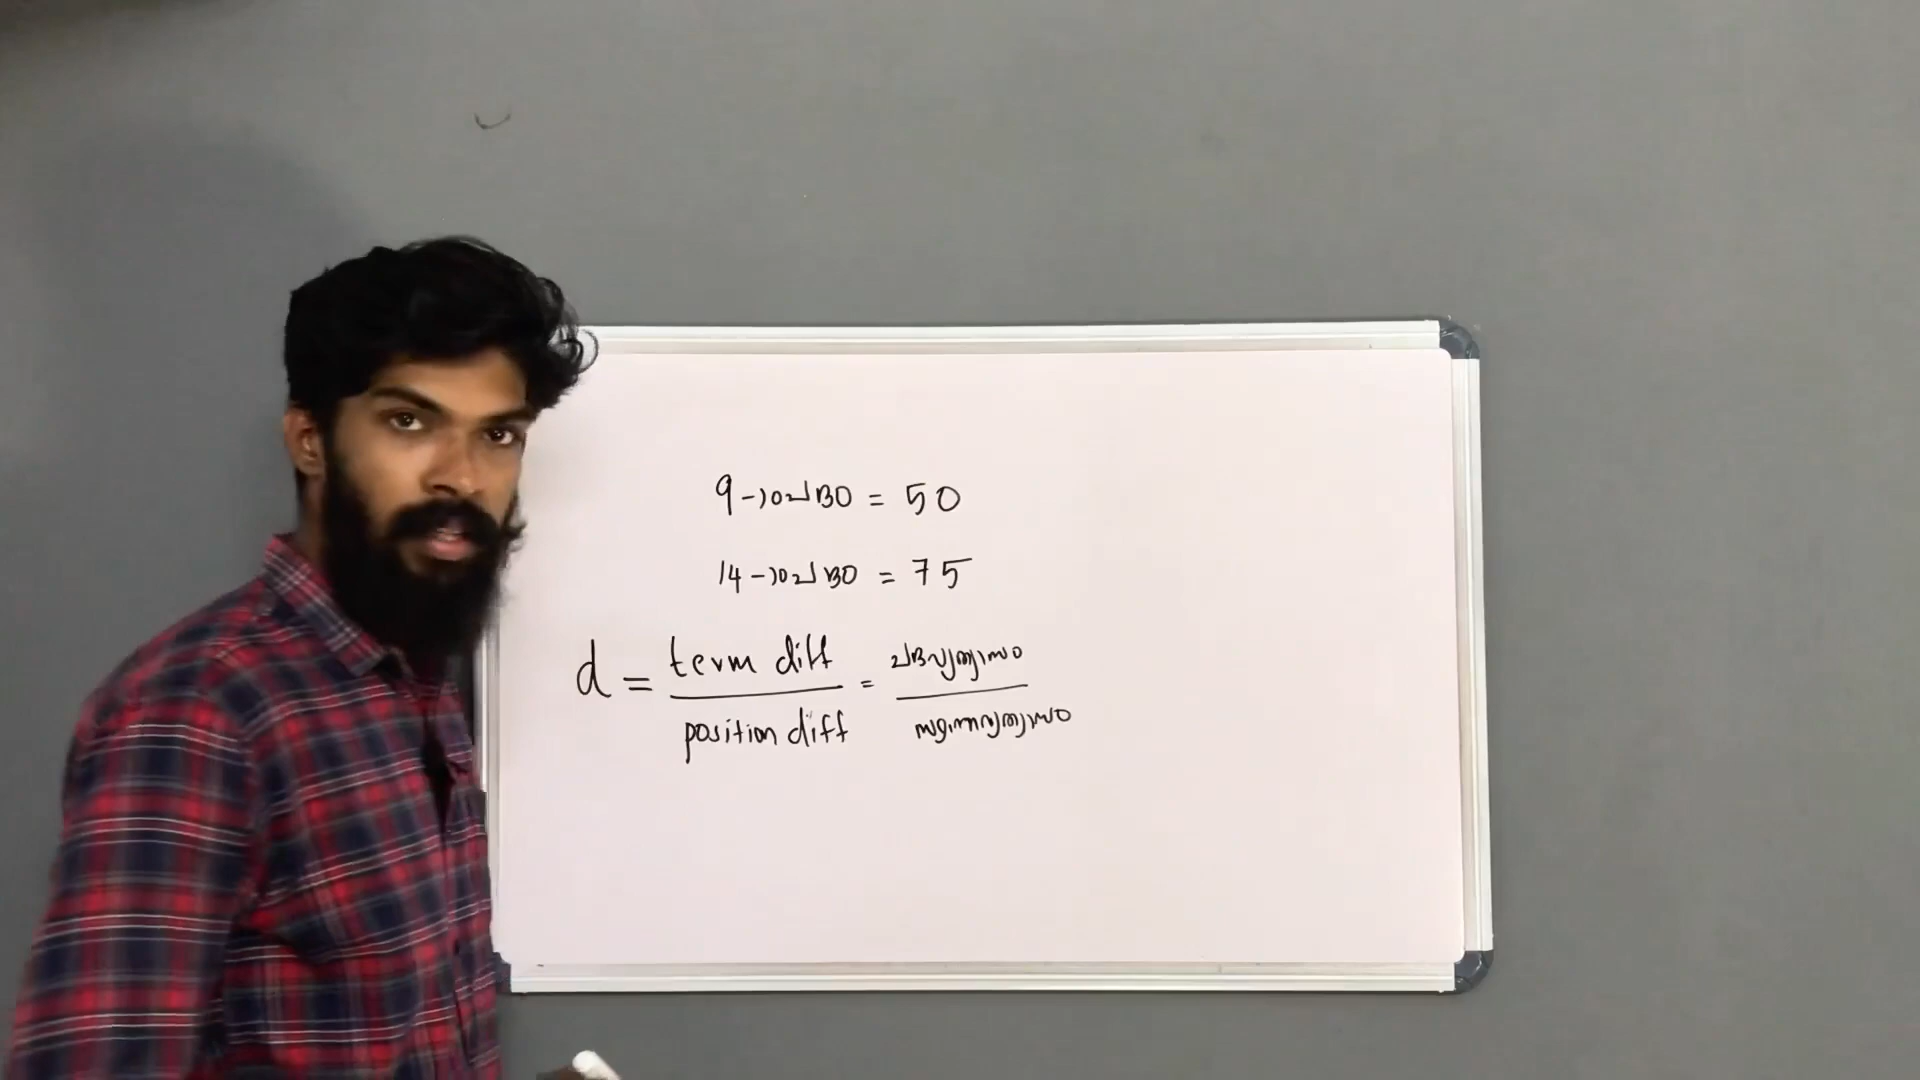 9-ാം പദം = 50
14-ാം പദം = 75
d = term diff / position diff = പദവ്യത്യാസം / സ്ഥാനവ്യത്യാസം